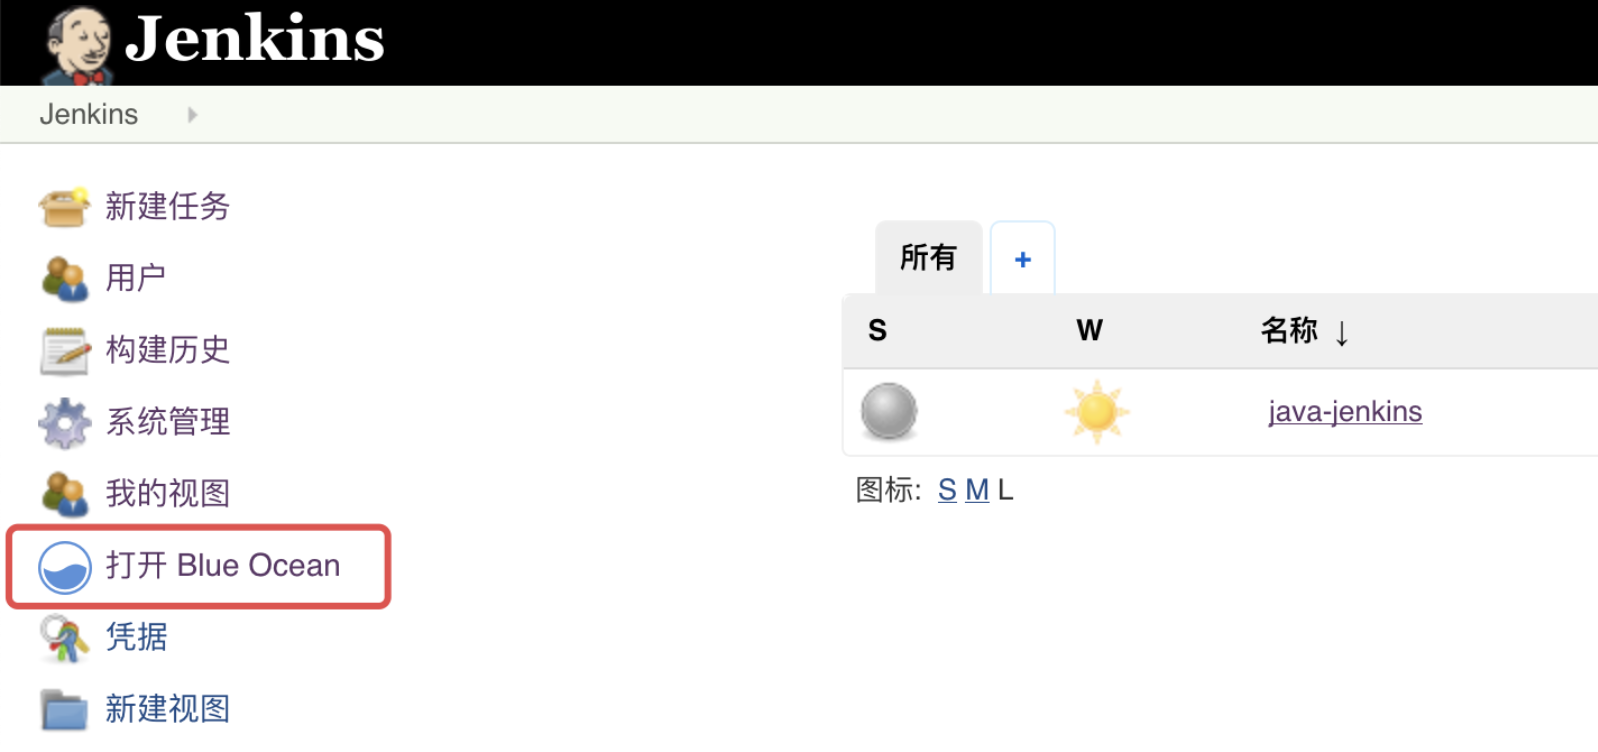 Jenkins
Jenkins
新建任务
用户
构建历史
系统管理
我的视图
打开 Blue Ocean
凭据
新建视图
所有 +
S W 名称 ↓
java-jenkins
图标: S M L